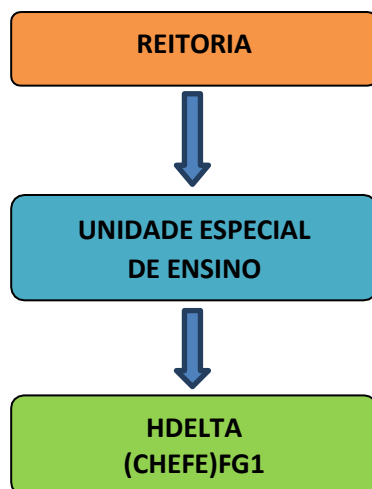 REITORIA
UNIDADE ESPECIAL
DE ENSINO
HDELTA
(CHEFE)FG1